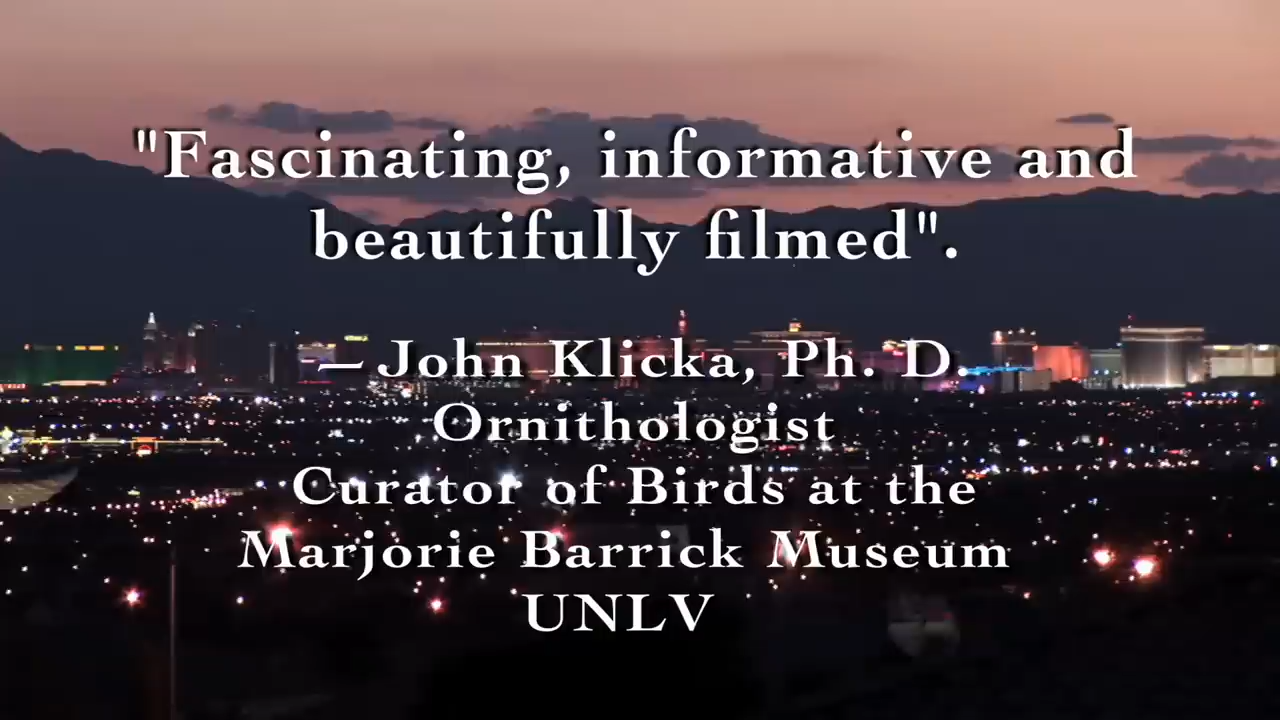 "Fascinating, informative and
beautifully filmed".
– John Klicka, Ph. D.
Ornithologist
Curator of Birds at the
Marjorie Barrick Museum
UNLV